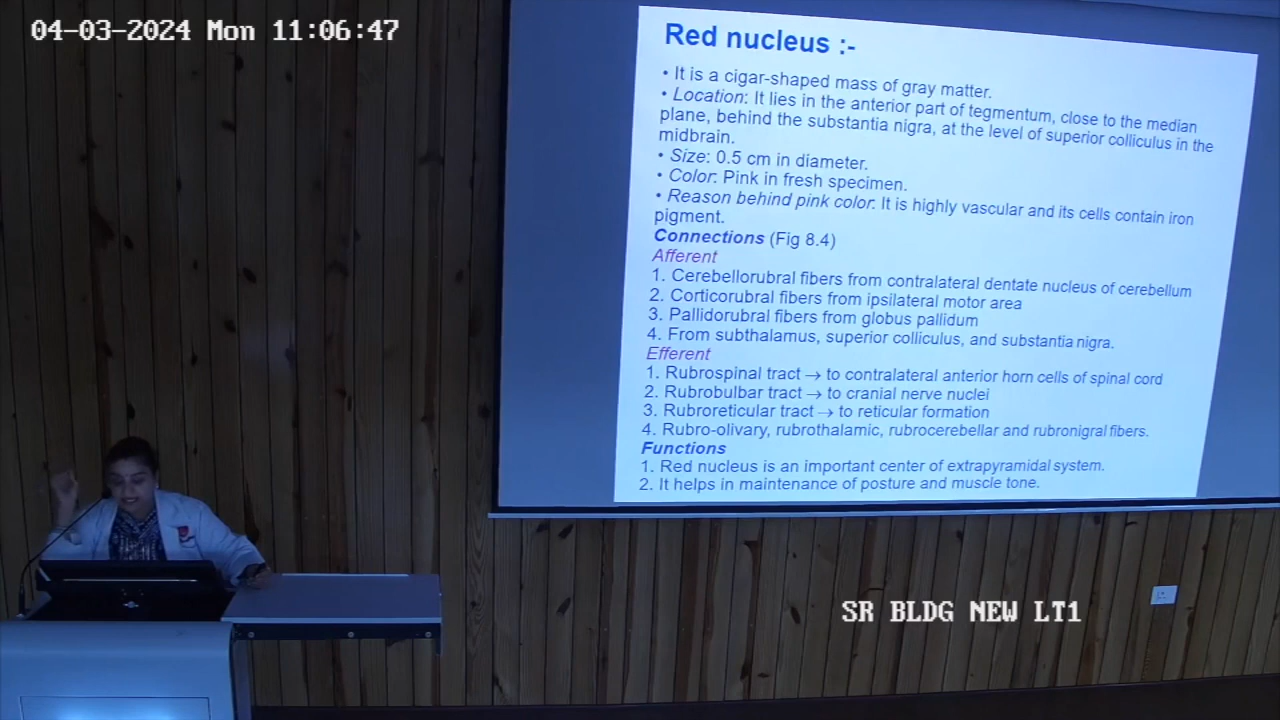 04-03-2024 Mon 11:06:47
Red nucleus :-
• It is a cigar-shaped mass of gray matter.
• Location: It lies in the anterior part of tegmentum, close to the median
plane, behind the substantia nigra, at the level of superior colliculus in the
midbrain.
• Size: 0.5 cm in diameter.
• Color: Pink in fresh specimen.
• Reason behind pink color: It is highly vascular and its cells contain iron
pigment.
Connections (Fig 8.4)
Afferent
1. Cerebellorubral fibers from contralateral dentate nucleus of cerebellum
2. Corticorubral fibers from ipsilateral motor area
3. Pallidorubral fibers from globus pallidum
4. From subthalamus, superior colliculus, and substantia nigra.
Efferent
1. Rubrospinal tract → to contralateral anterior horn cells of spinal cord
2. Rubrobulbar tract → to cranial nerve nuclei
3. Rubroreticular tract → to reticular formation
4. Rubro-olivary, rubrothalamic, rubrocerebellar and rubronigral fibers.
Functions
1. Red nucleus is an important center of extrapyramidal system.
2. It helps in maintenance of posture and muscle tone.
SR BLDG NEW LT1